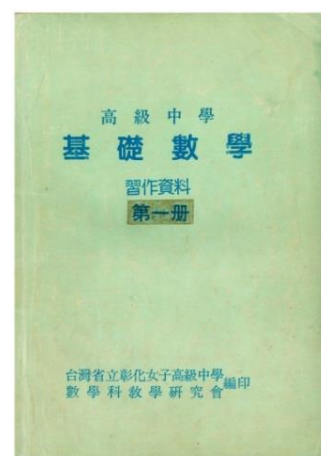 高級中學
基礎數學
習作資料
第一册
台灣省立彰化女子高級中學
數學科教學研究會編印